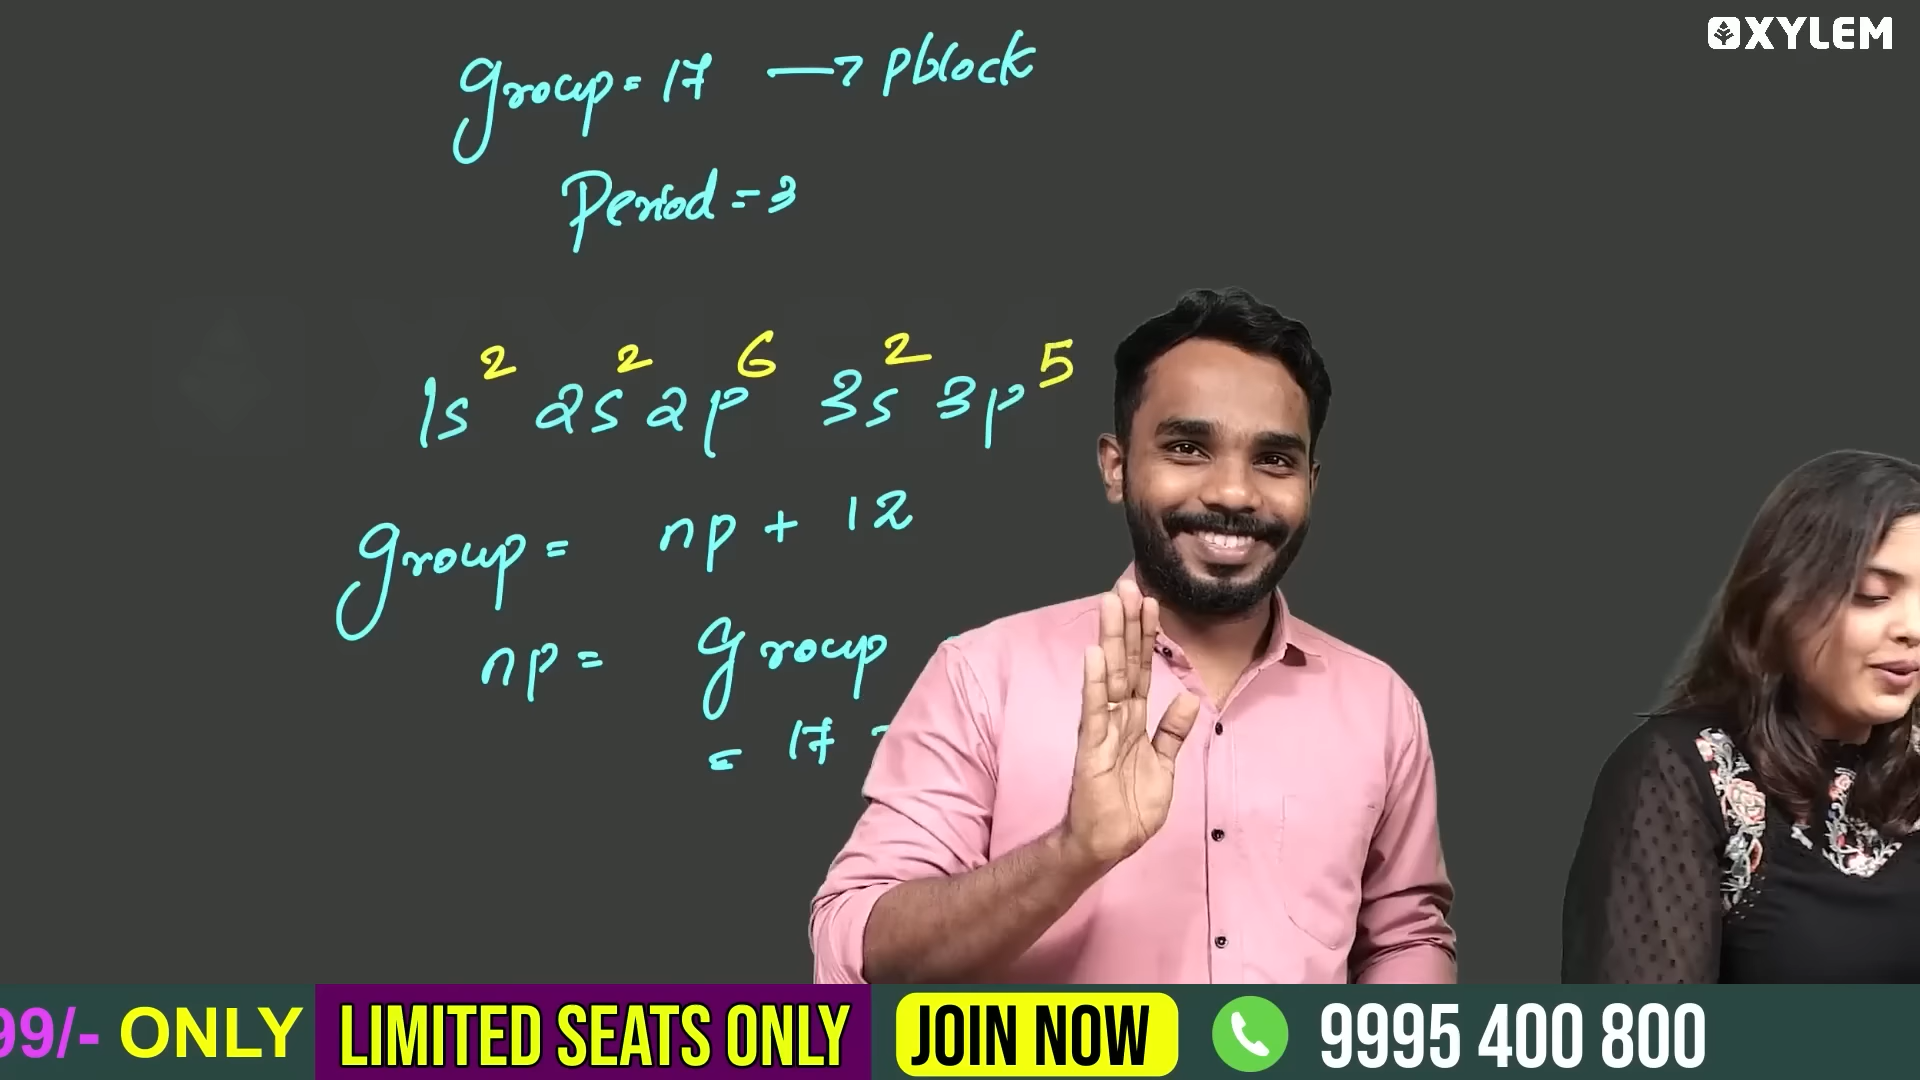 XYLEM
group = 17 → pblock
Period = 3
1s² 2s² 2p⁶ 3s² 3p⁵
group = np + 12
np = group
= 17
99/- ONLY
LIMITED SEATS ONLY
JOIN NOW
9995 400 800